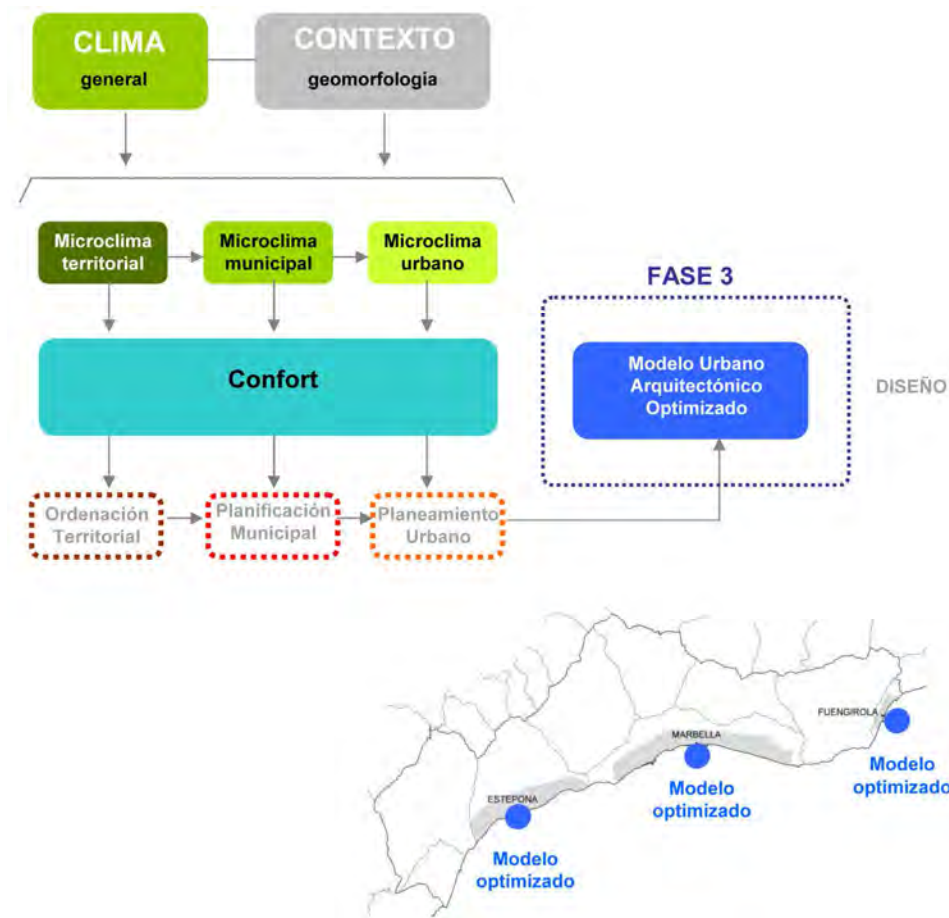 CLIMA
general
CONTEXTO
geomorfologia
Microclima
territorial
Microclima
municipal
Microclima
urbano
FASE 3
Confort
Modelo Urbano
Arquitectónico
Optimizado
DISEÑO
Ordenación
Territorial
Planificación
Municipal
Planeamiento
Urbano
FUENGIROLA
MARBELLA
Modelo
optimizado
Modelo
optimizado
ESTEPONA
Modelo
optimizado